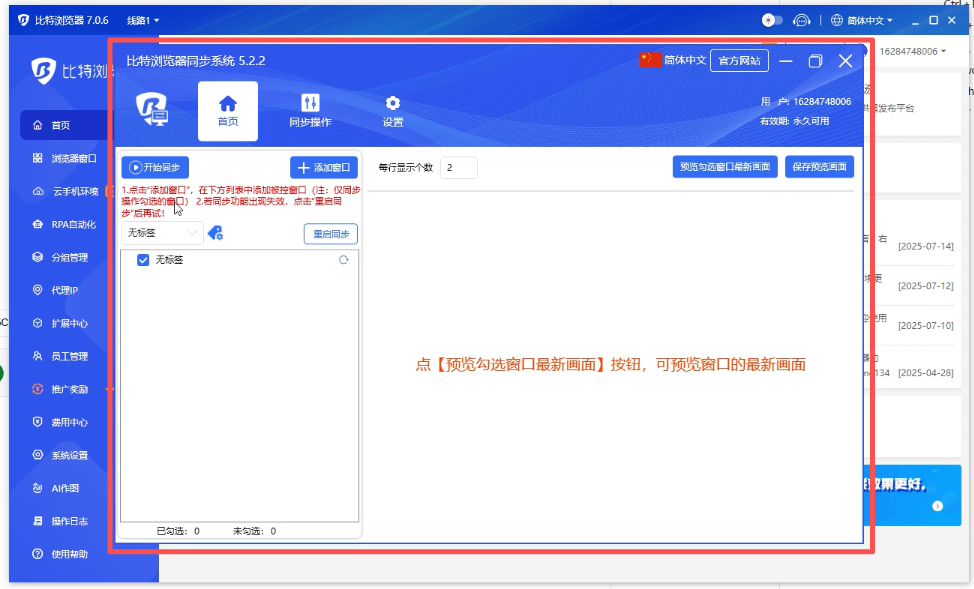 Ctrl+
比特浏览器 7.0.6
线路1
简体中文
16284748006
比特浏
首页
浏览器窗口
云手机环境
RPA自动化
分组管理
代理IP
扩展中心
员工管理
推广奖励
费用中心
系统设置
AI作图
操作日志
使用帮助
比特浏览器同步系统 5.2.2
简体中文
官方网站
首页
同步操作
设置
用 户: 16284748006
有效期: 永久可用
开始同步
添加窗口
1.点击“添加窗口”，在下方列表中添加被控窗口（注：仅同步
操作勾选的窗口） 2.若同步功能出现失效，点击“重启同
步”后再试！
无标签
重启同步
无标签
已勾选： 0
未勾选： 0
每行显示个数
2
预览勾选窗口最新画面
保存预览画面
点【预览勾选窗口最新画面】按钮，可预览窗口的最新画面
发布平台
右
[2025-07-14]
更
[2025-07-12]
使用
[2025-07-10]
134
[2025-04-28]
效果更好,